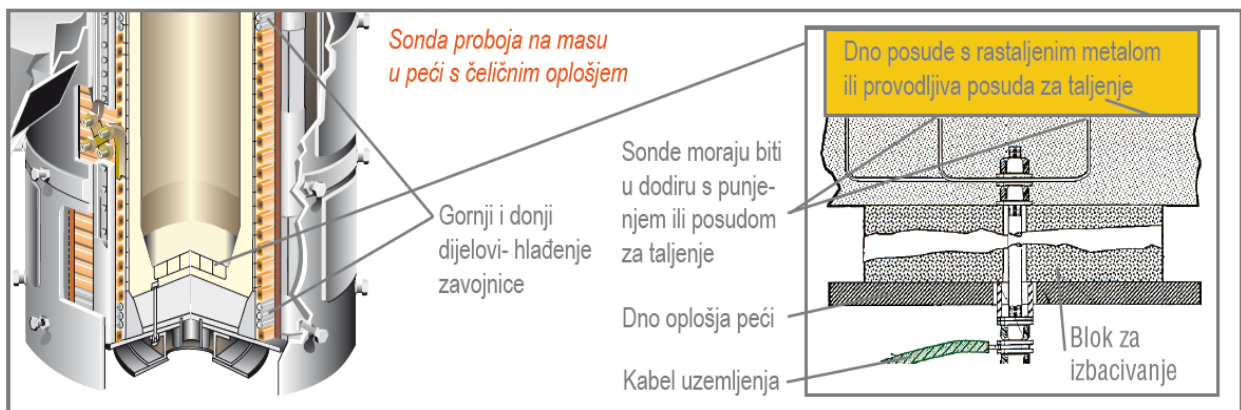 Sonda proboja na masu
u peći s čeličnim oplošjem
Dno posude s rastaljenim metalom
ili provodljiva posuda za taljenje
Sonde moraju biti
u dodiru s punje-
njem ili posudom
za taljenje
Gornji i donji
dijelovi- hlađenje
zavojnice
Dno oplošja peći
Kabel uzemljenja
Blok za
izbacivanje